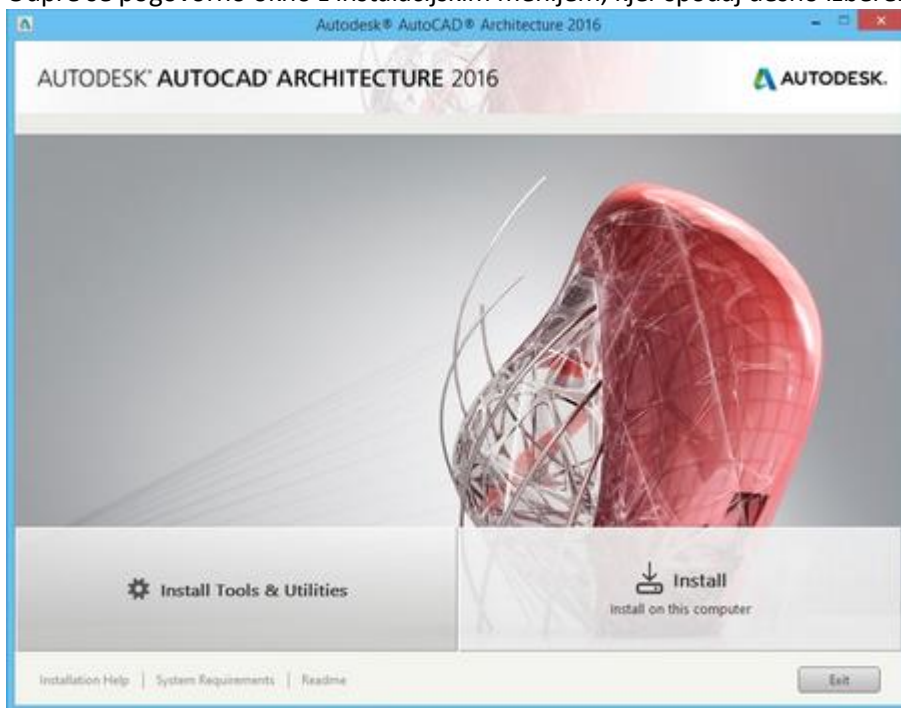 Autodesk® AutoCAD® Architecture 2016
AUTODESK® AUTOCAD® ARCHITECTURE 2016
AUTODESK.
Install Tools & Utilities
Install
Install on this computer
Installation Help | System Requirements | Readme
Exit